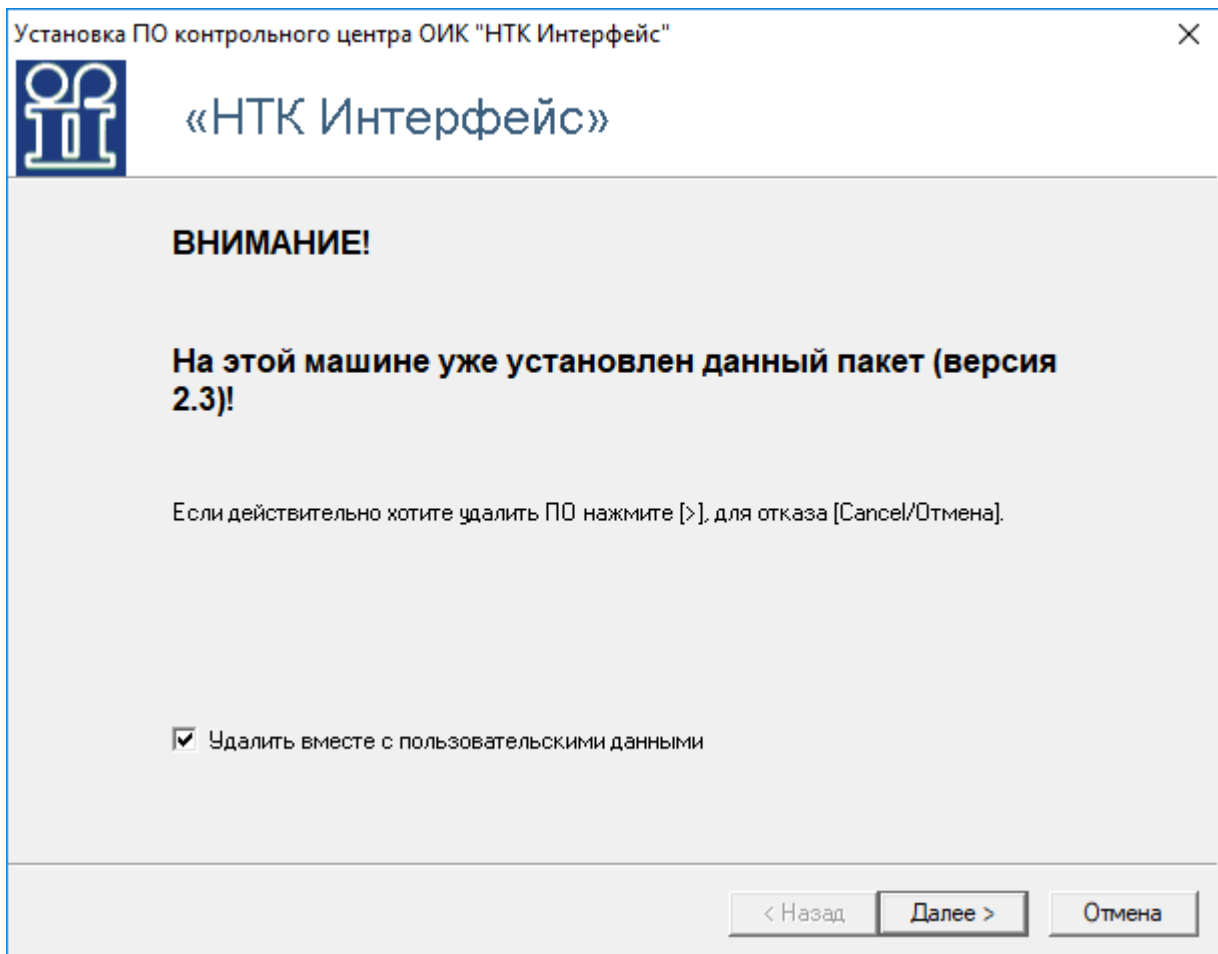 Установка ПО контрольного центра ОИК "НТК Интерфейс"
«НТК Интерфейс»
ВНИМАНИЕ!
На этой машине уже установлен данный пакет (версия
2.3)!
Если действительно хотите удалить ПО нажмите [>], для отказа [Cancel/Отмена].
Удалить вместе с пользовательскими данными
< Назад
Далее >
Отмена